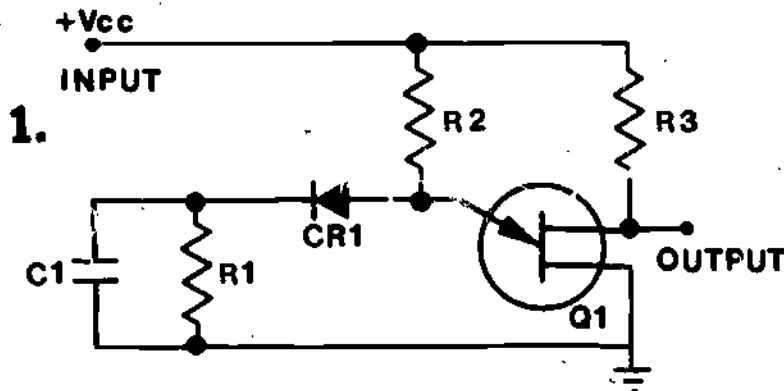 +Vcc
INPUT
1.
R2
R3
CR1
C1
R1
OUTPUT
Q1